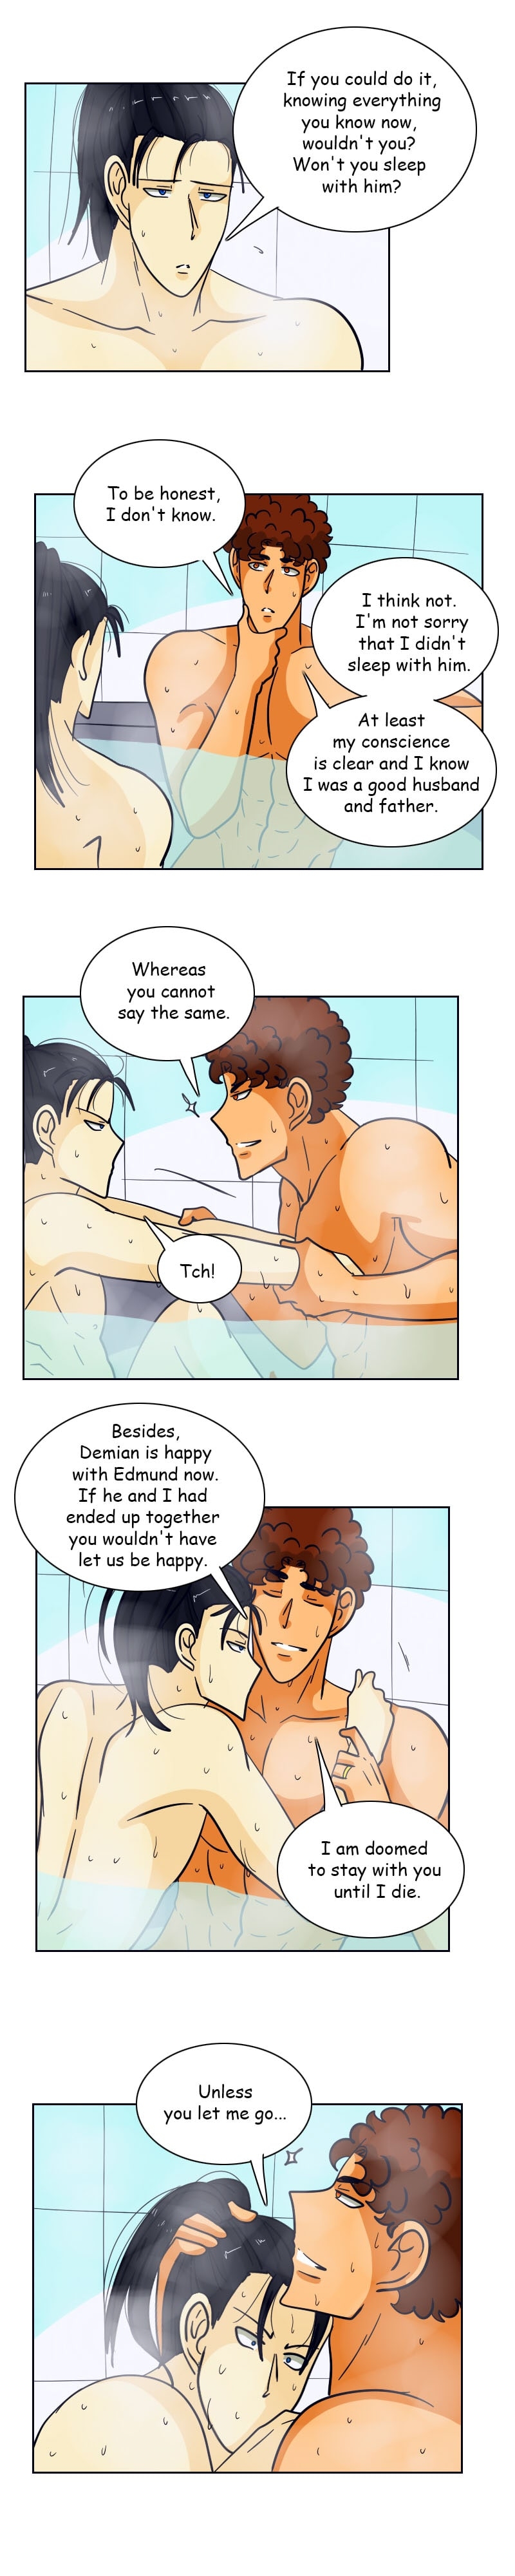 If you could do it,
knowing everything
you know now,
wouldn't you?
Won't you sleep
with him?
To be honest,
I don't know.
I think not.
I'm not sorry
that I didn't
sleep with him.
At least
my conscience
is clear and I know
I was a good husband
and father.
Whereas
you cannot
say the same.
Tch!
Besides,
Demian is happy
with Edmund now.
If he and I had
ended up together
you wouldn't have
let us be happy.
I am doomed
to stay with you
until I die.
Unless
you let me go...